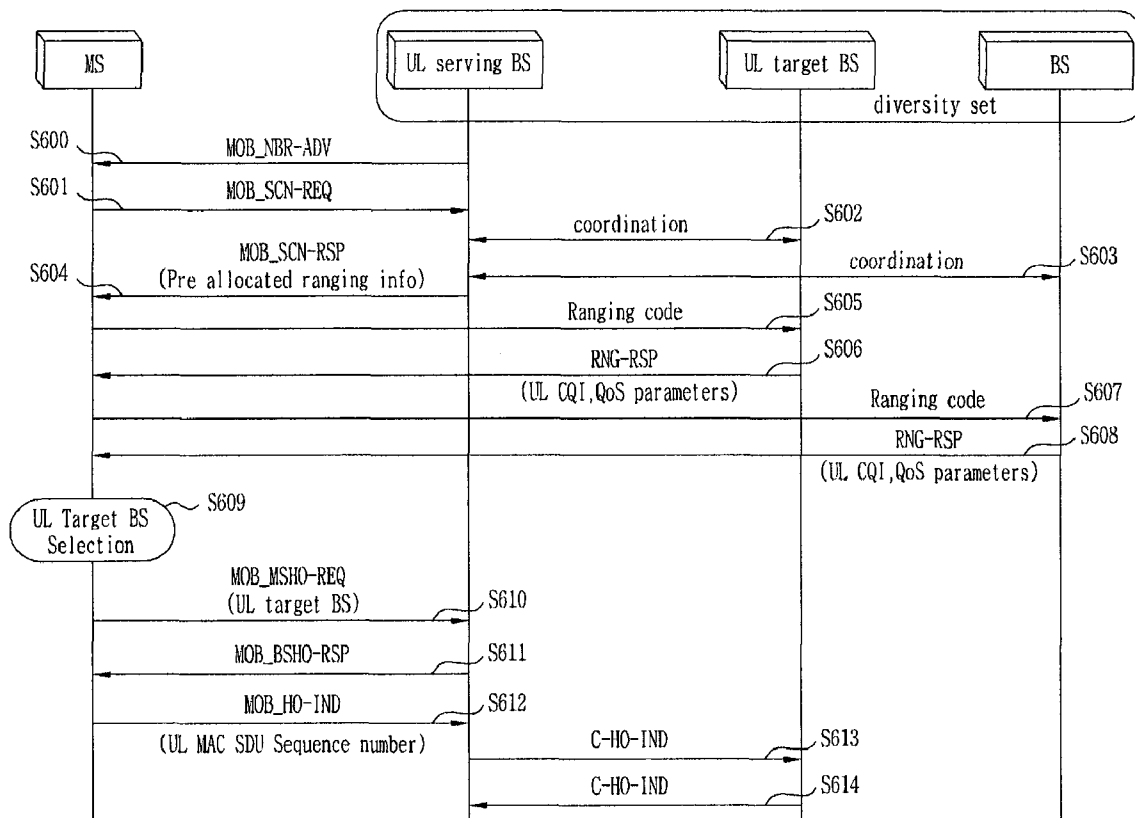 MS
UL serving BS
UL target BS
BS
diversity set
S600
MOB_NBR-ADV
S601
MOB_SCN-REQ
S602
coordination
MOB_SCN-RSP
S603
coordination
S604
(Pre allocated ranging info)
S605
Ranging code
S606
RNG-RSP
(UL CQI,QoS parameters)
S607
Ranging code
S608
RNG-RSP
(UL CQI,QoS parameters)
S609
UL Target BS
Selection
MOB_MSHO-REQ
(UL target BS)
S610
MOB_BSHO-RSP
S611
MOB_HO-IND
S612
(UL MAC SDU Sequence number)
C-HO-IND
S613
C-HO-IND
S614